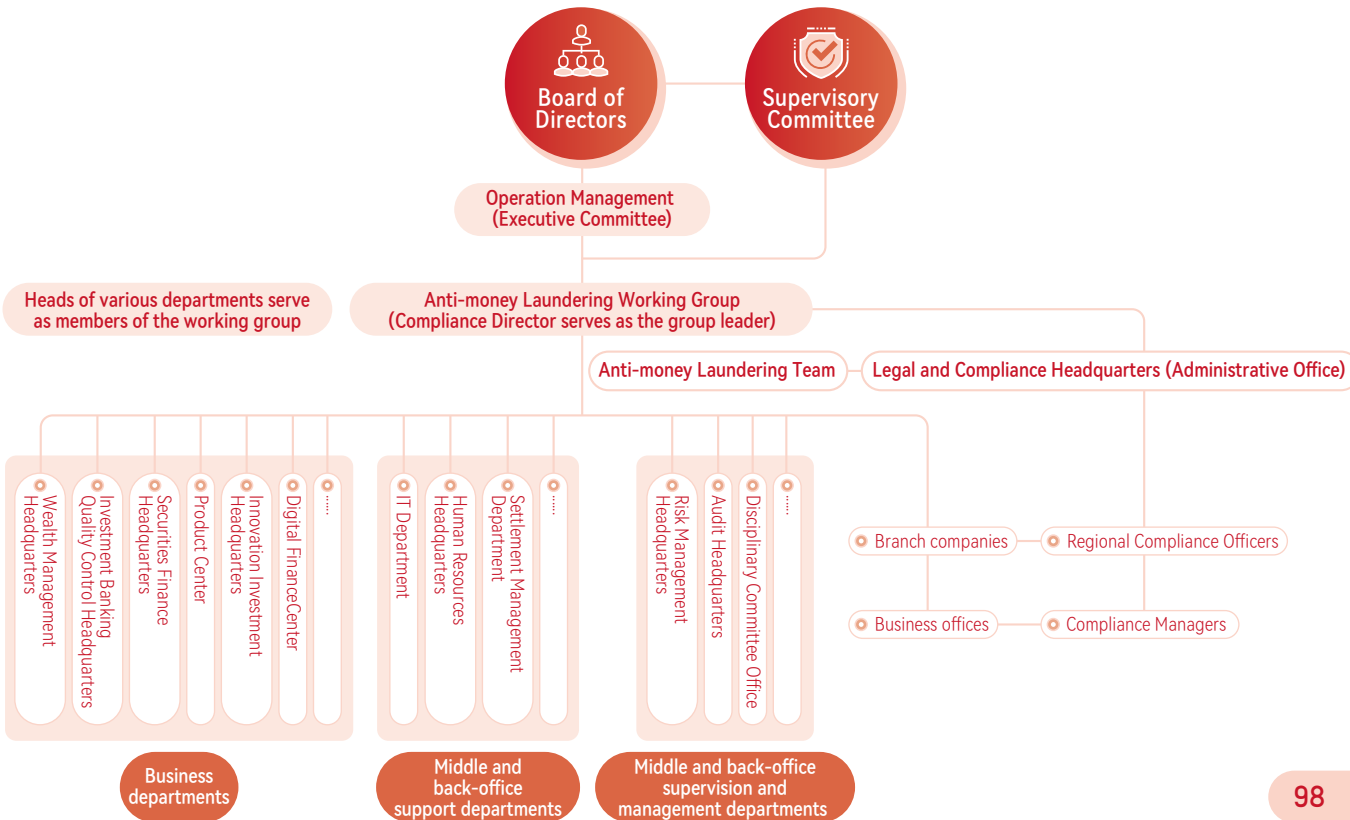 Board of
Directors
Supervisory
Committee
Operation Management
(Executive Committee)
Heads of various departments serve
as members of the working group
Anti-money Laundering Working Group
(Compliance Director serves as the group leader)
Anti-money Laundering Team
Legal and Compliance Headquarters (Administrative Office)
Wealth Management
Headquarters
Investment Banking
Quality Control Headquarters
Securities Finance
Headquarters
Product Center
Innovation Investment
Headquarters
Digital FinanceCenter
......
IT Department
Human Resources
Headquarters
Settlement Management
Department
......
Risk Management
Headquarters
Audit Headquarters
Disciplinary Committee Office
......
Branch companies
Regional Compliance Officers
Business offices
Compliance Managers
Business
departments
Middle and
back-office
support departments
Middle and back-office
supervision and
management departments
98